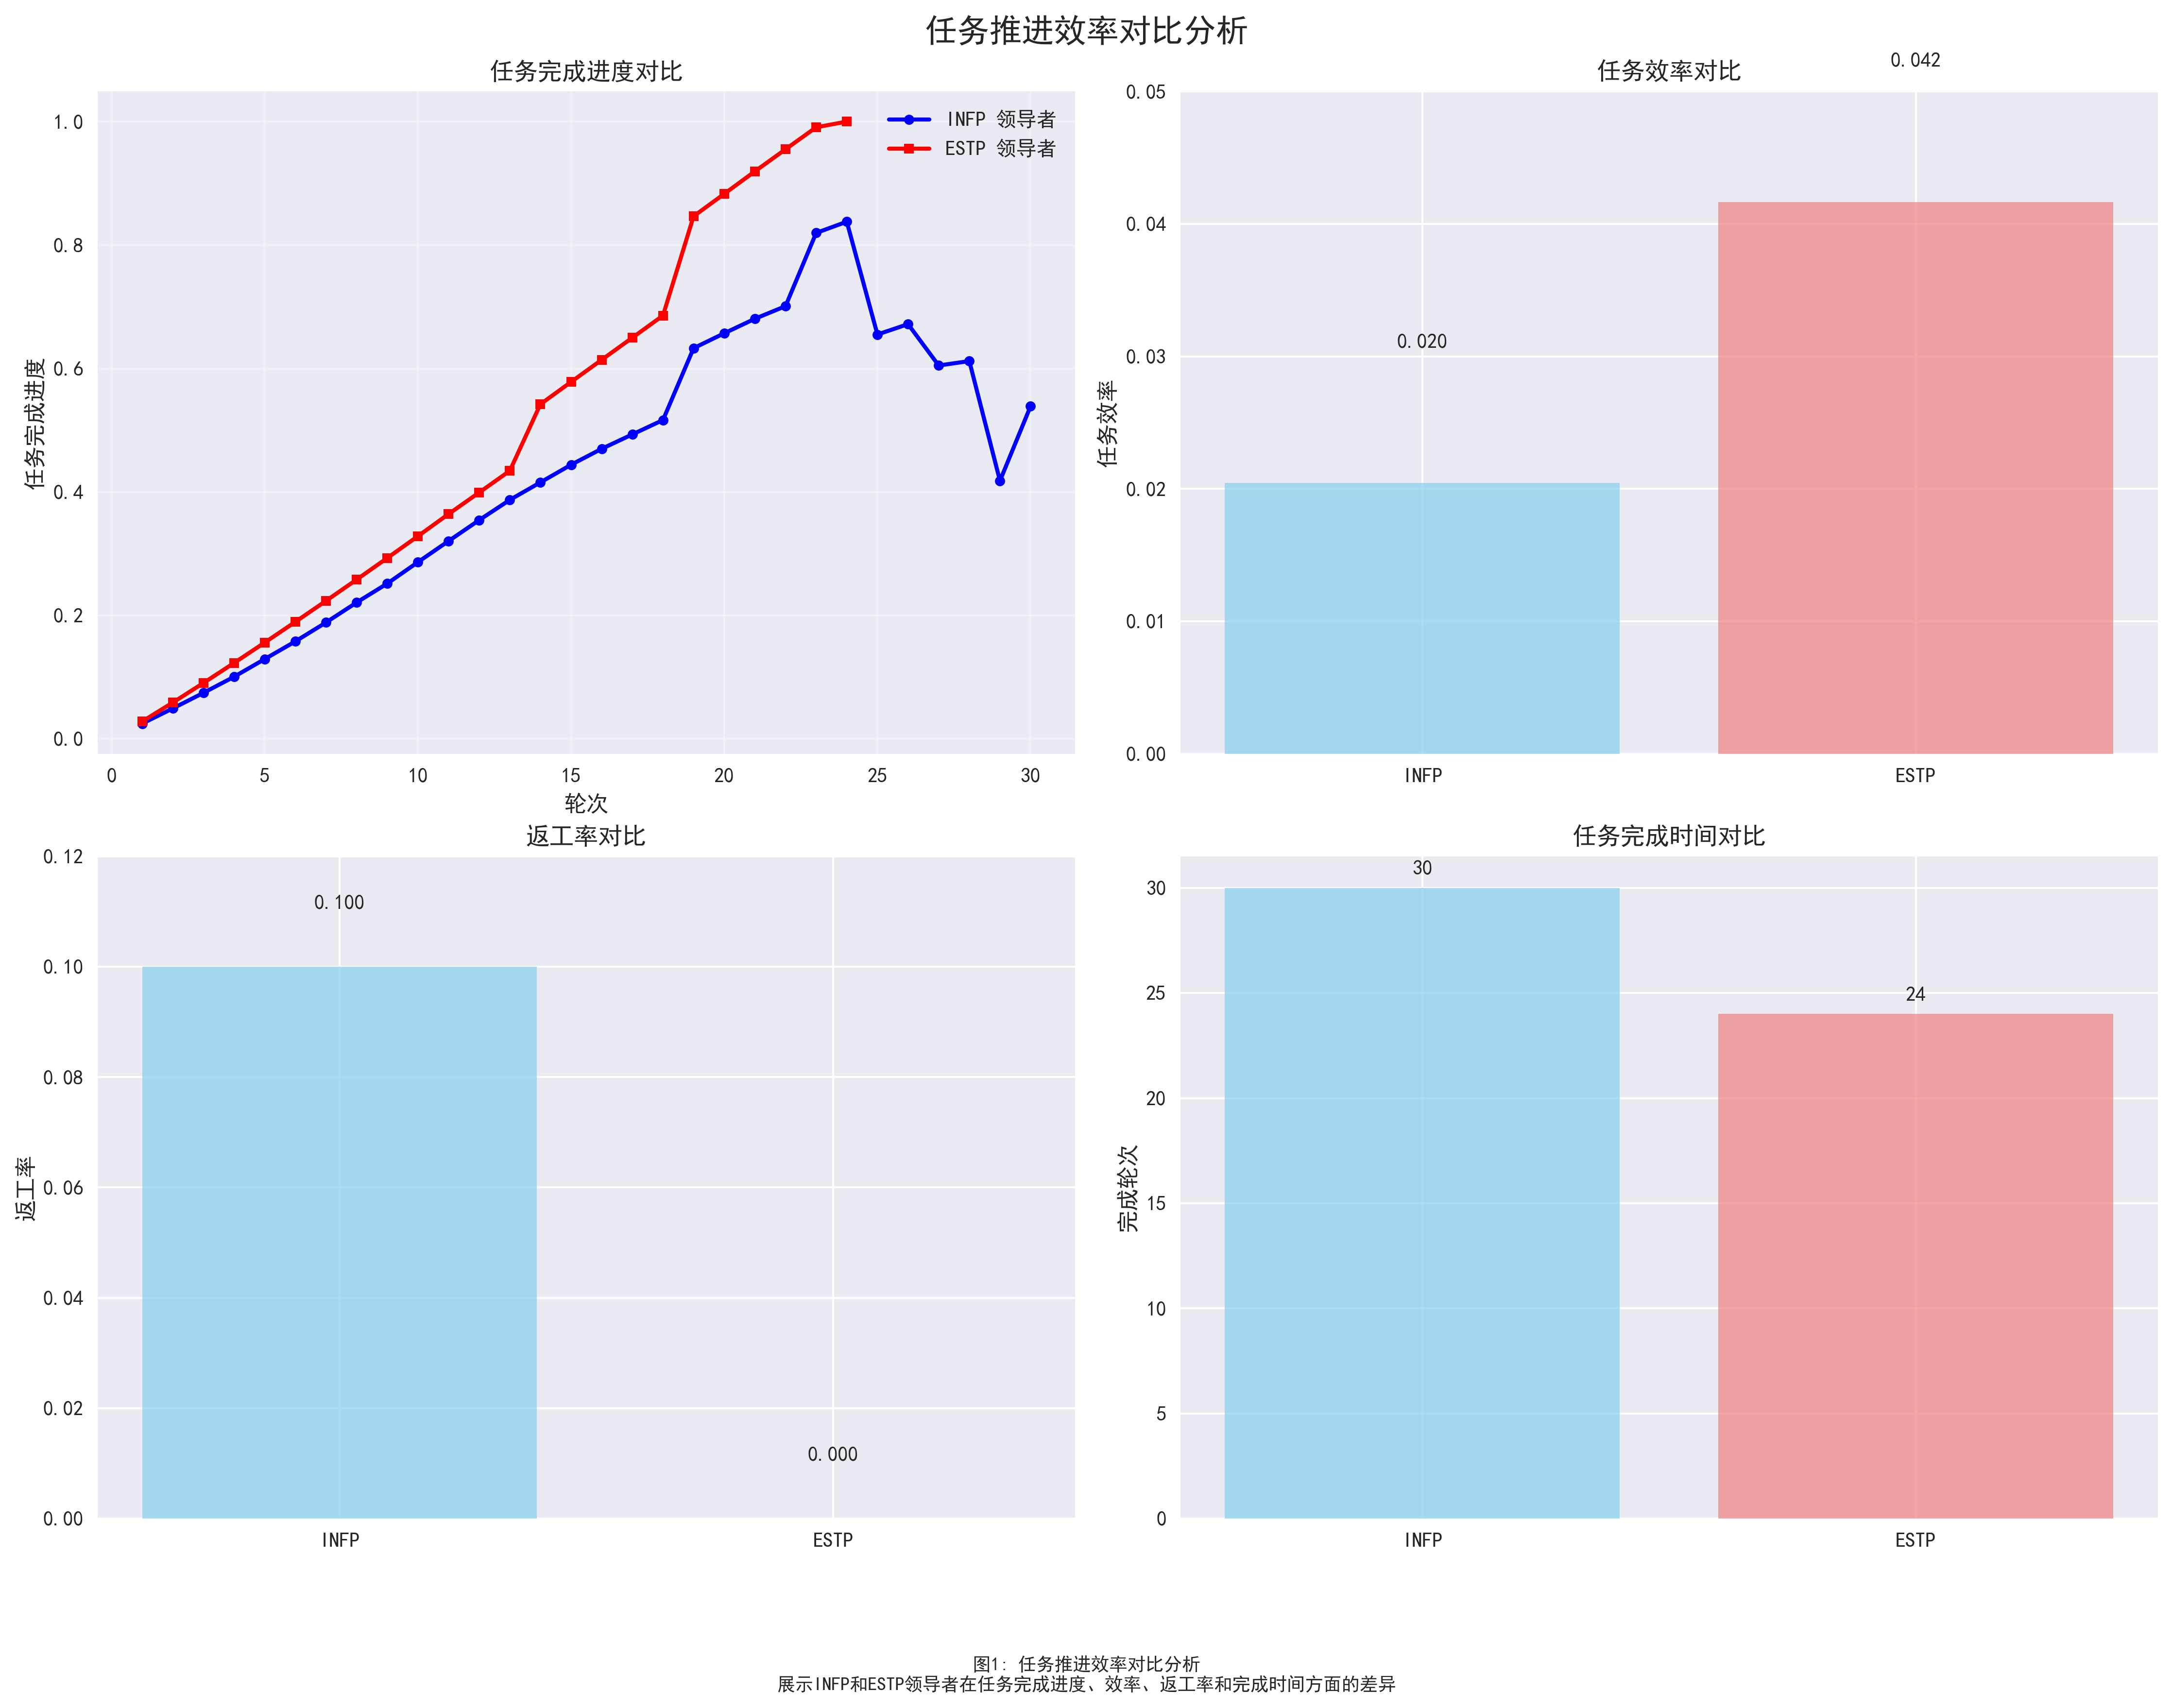 任务推进效率对比分析
任务完成进度对比
INFP 领导者
ESTP 领导者
任务完成进度
1.0
0.8
0.6
0.4
0.2
0.0
0 5 10 15 20 25 30
轮次
任务效率对比
0.042
0.020
任务效率
0.05
0.04
0.03
0.02
0.01
0.00
INFP ESTP
返工率对比
0.100
0.000
返工率
0.12
0.10
0.08
0.06
0.04
0.02
0.00
INFP ESTP
任务完成时间对比
30
24
完成轮次
30
25
20
15
10
5
0
INFP ESTP
图1: 任务推进效率对比分析
展示INFP和ESTP领导者在任务完成进度、效率、返工率和完成时间方面的差异